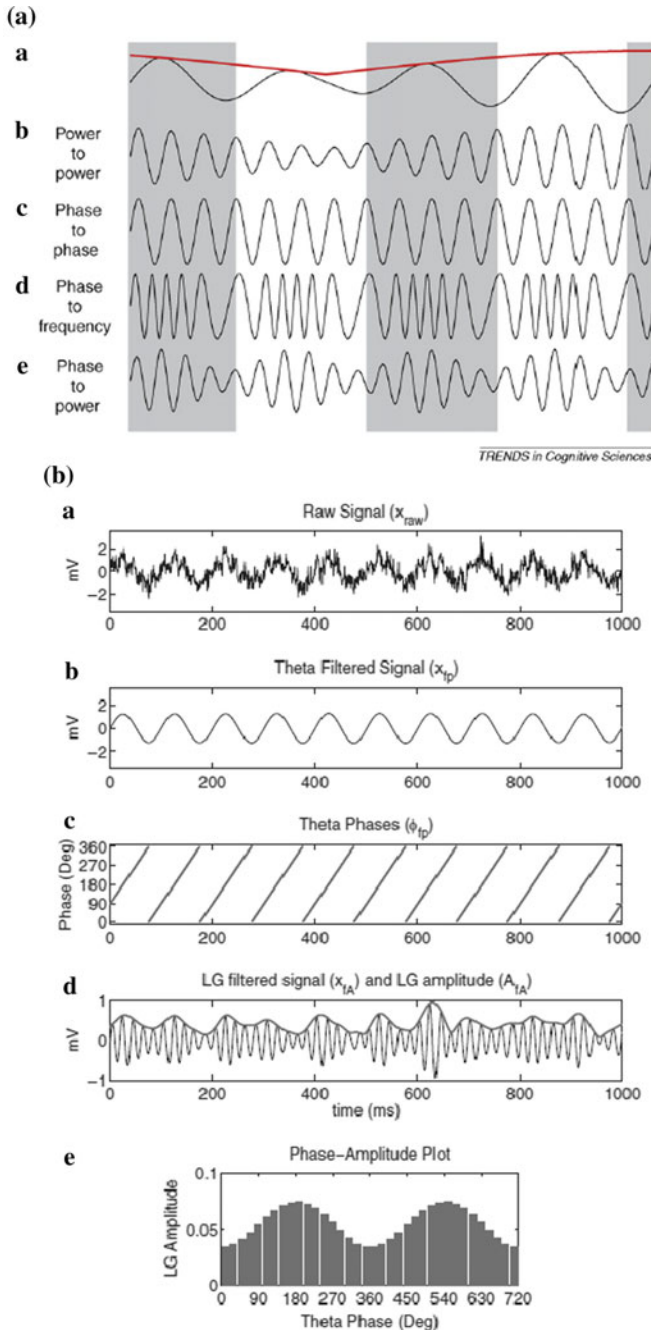 (a)
a
b Power to power
c Phase to phase
d Phase to frequency
e Phase to power
TRENDS in Cognitive Sciences
(b)
a
Raw Signal (x_raw)
mV
2
0
−2
0 200 400 600 800 1000
b
Theta Filtered Signal (x_fp)
mV
2
0
−2
0 200 400 600 800 1000
c
Theta Phases (ϕ_fp)
Phase (Deg)
360
270
180
90
0
0 200 400 600 800 1000
d
LG filtered signal (x_fA) and LG amplitude (A_fA)
mV
1
0
−1
0 200 400 600 800 1000
time (ms)
e
Phase−Amplitude Plot
LG Amplitude
0.1
0.05
0
0 90 180 270 360 450 540 630 720
Theta Phase (Deg)